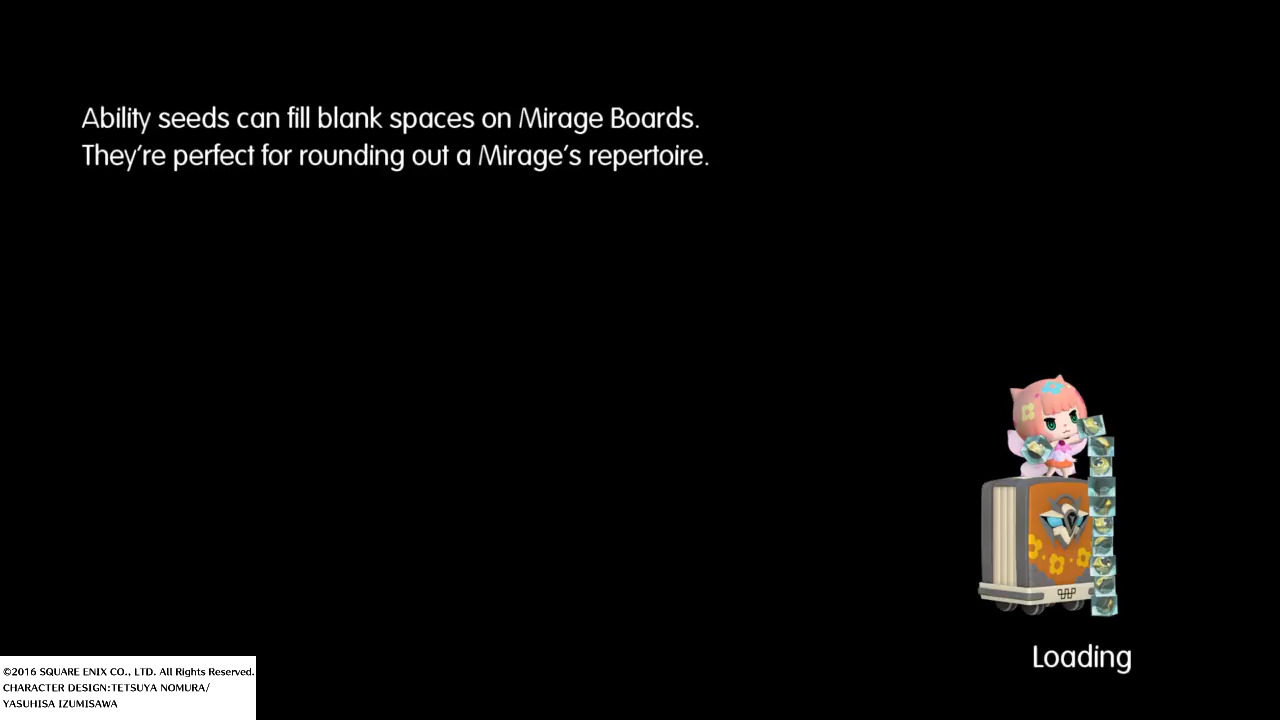 Ability seeds can fill blank spaces on Mirage Boards.
They're perfect for rounding out a Mirage's repertoire.
Loading
©2016 SQUARE ENIX CO., LTD. All Rights Reserved.
CHARACTER DESIGN:TETSUYA NOMURA/
YASUHISA IZUMISAWA